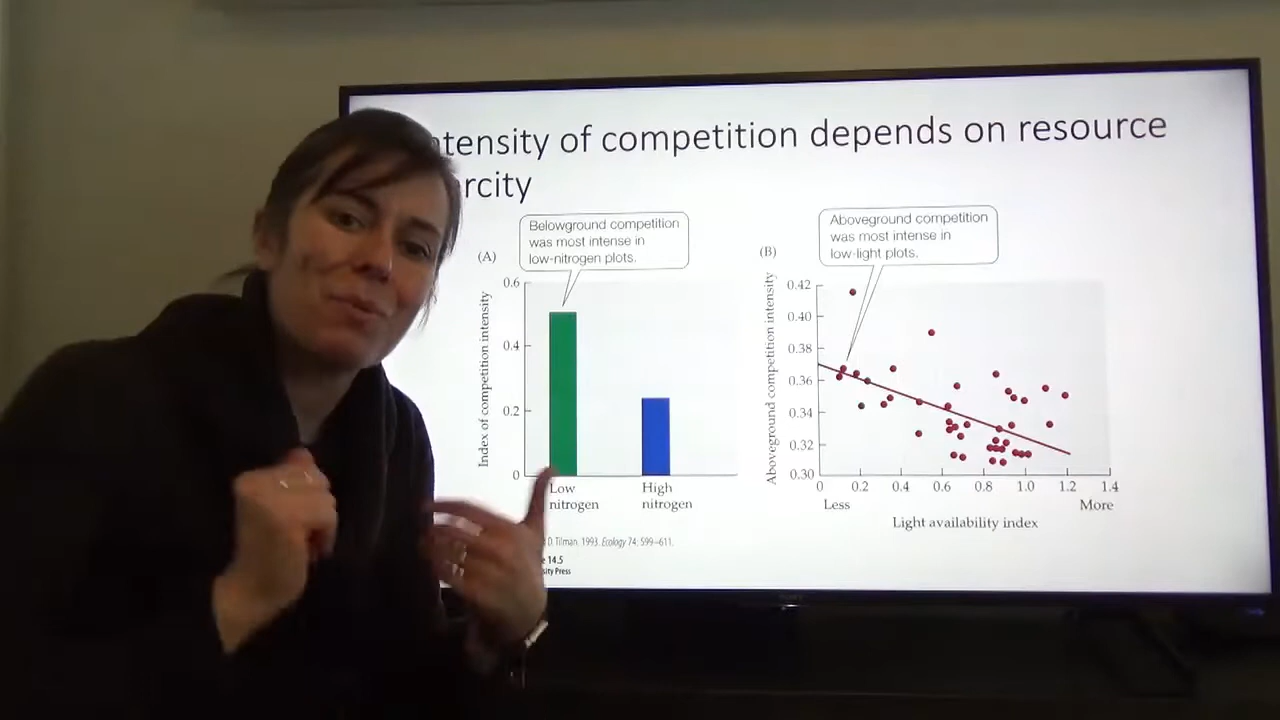 of competition depends on resource
Belowground competition
was most intense in
low-nitrogen plots.
(A)
0.6
0.4
0.2
0
Index of competition intensity
Low
nitrogen
High
nitrogen
Aboveground competition
was most intense in
low-light plots.
(B)
0.42
0.40
0.38
0.36
0.34
0.32
0.30
Aboveground competition intensity
0 0.2 0.4 0.6 0.8 1.0 1.2 1.4
Less More
Light availability index
D. Tilman. 1993. Ecology 74: 599–611.
14.5
Press